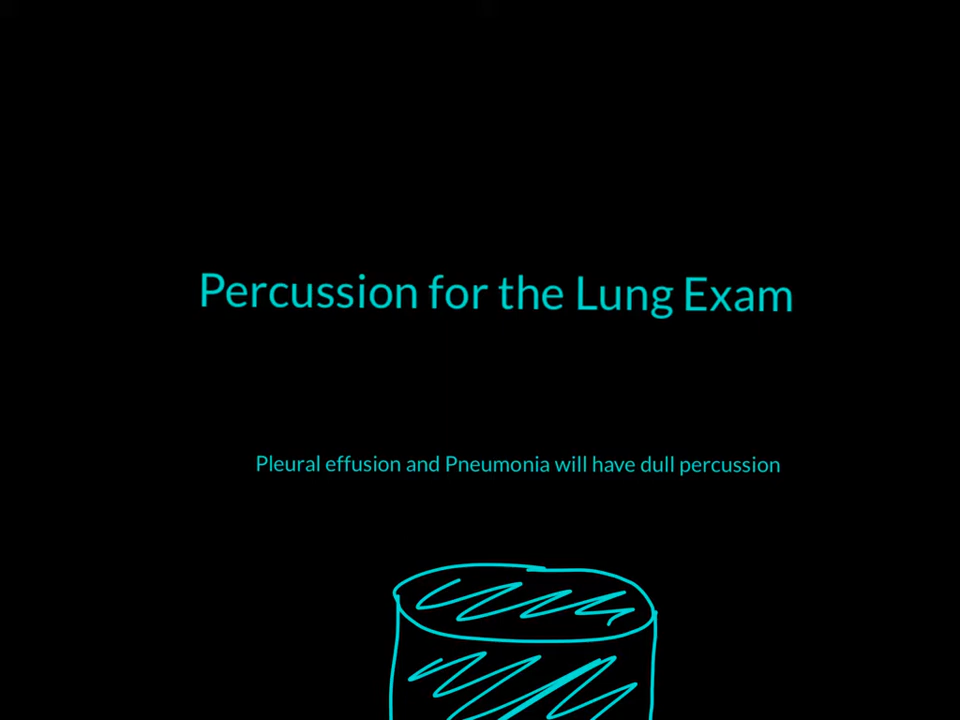 Percussion for the Lung Exam
Pleural effusion and Pneumonia will have dull percussion